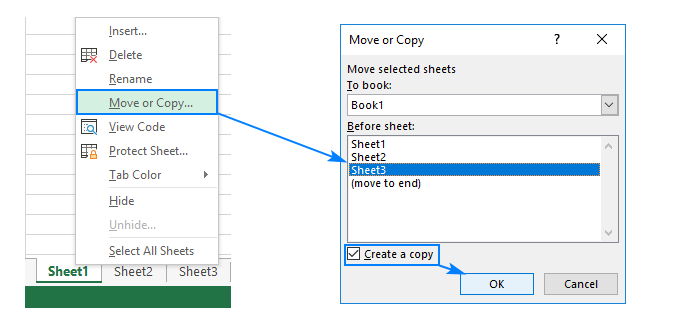 Insert...
Delete
Rename
Move or Copy...
View Code
Protect Sheet...
Tab Color
Hide
Unhide...
Select All Sheets
Sheet1 Sheet2 Sheet3
Move or Copy ?
Move selected sheets
To book:
Book1
Before sheet:
Sheet1
Sheet2
Sheet3
(move to end)
Create a copy
OK Cancel